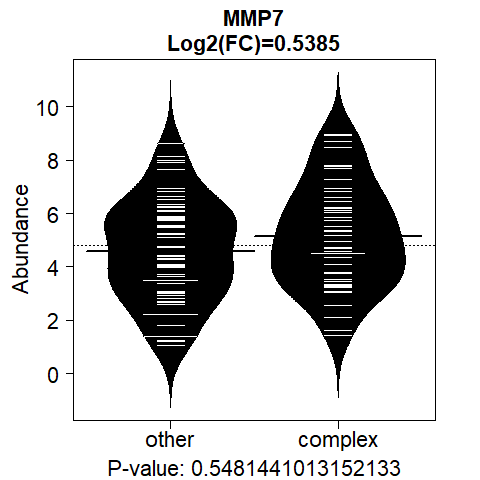 MMP7
Log2(FC)=0.5385
Abundance
10
8
6
4
2
0
other complex
P-value: 0.5481441013152133